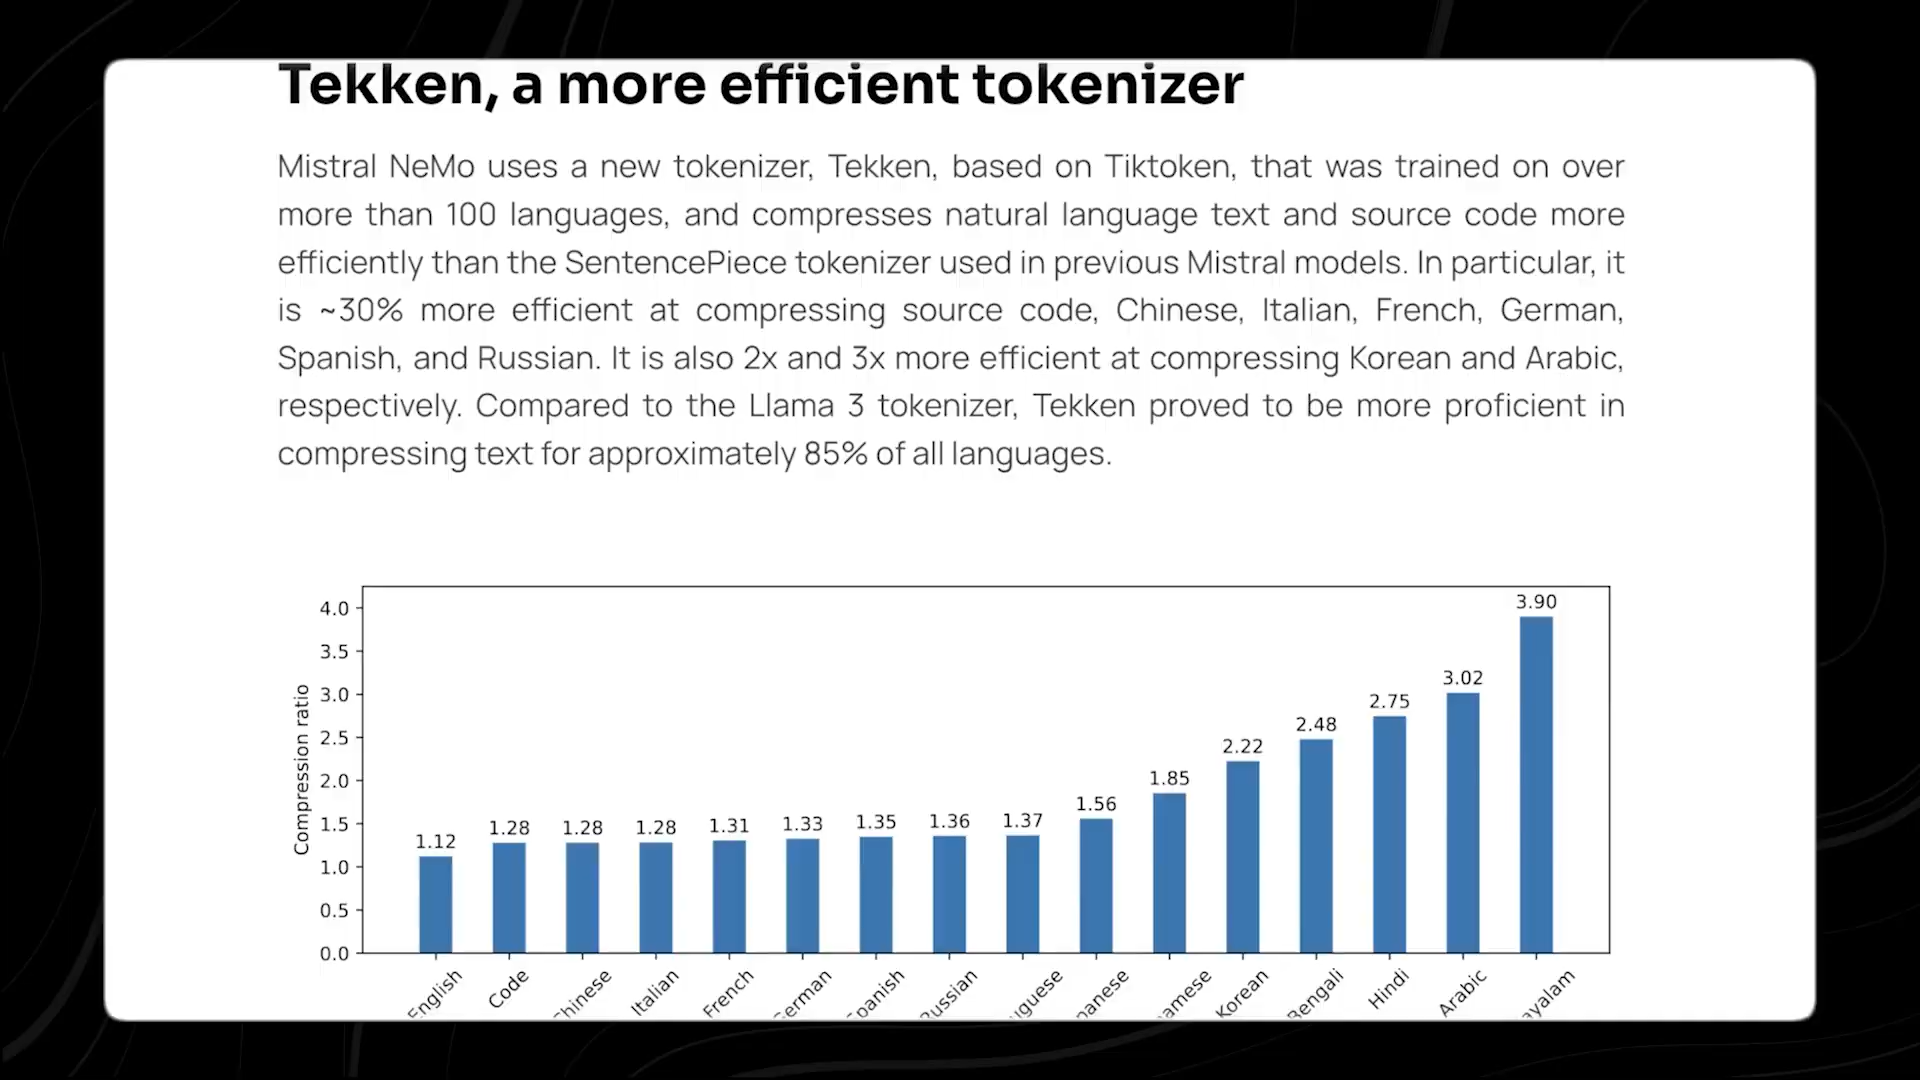 Tekken, a more efficient tokenizer
Mistral NeMo uses a new tokenizer, Tekken, based on Tiktoken, that was trained on over
more than 100 languages, and compresses natural language text and source code more
efficiently than the SentencePiece tokenizer used in previous Mistral models. In particular, it
is ~30% more efficient at compressing source code, Chinese, Italian, French, German,
Spanish, and Russian. It is also 2x and 3x more efficient at compressing Korean and Arabic,
respectively. Compared to the Llama 3 tokenizer, Tekken proved to be more proficient in
compressing text for approximately 85% of all languages.
Compression ratio
4.0
3.5
3.0
2.5
2.0
1.5
1.0
0.5
0.0
1.12
1.28
1.28
1.28
1.31
1.33
1.35
1.36
1.37
1.56
1.85
2.22
2.48
2.75
3.02
3.90
English
Code
hinese
Italian
French
erman
panish
ussian
uguese
panese
amese
Korean
Bengali
Hindi
Arabic
ayalam